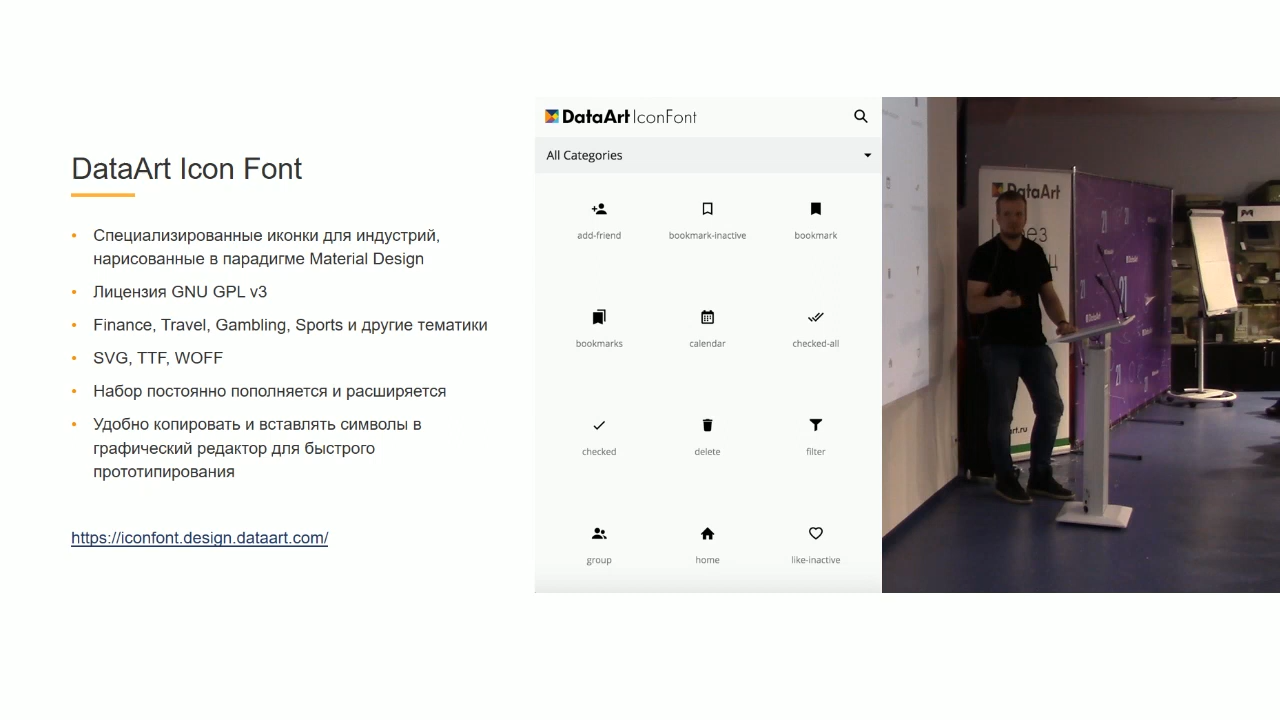 DataArt Icon Font
Специализированные иконки для индустрий,
нарисованные в парадигме Material Design
Лицензия GNU GPL v3
Finance, Travel, Gambling, Sports и другие тематики
SVG, TTF, WOFF
Набор постоянно пополняется и расширяется
Удобно копировать и вставлять символы в
графический редактор для быстрого
прототипирования
https://iconfont.design.dataart.com/
DataArt IconFont
All Categories
add-friend
bookmark-inactive
bookmark
bookmarks
calendar
checked-all
checked
delete
filter
group
home
like-inactive
DataArt
21
21